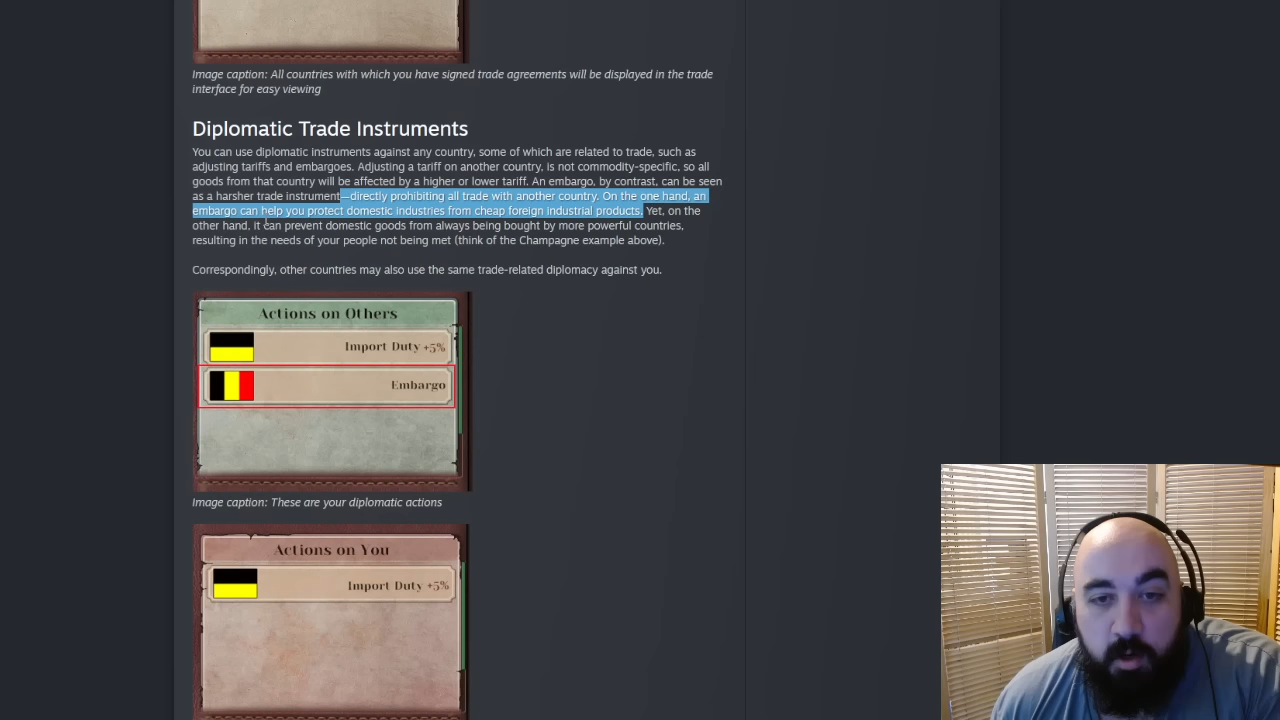 Image caption: All countries with which you have signed trade agreements will be displayed in the trade
interface for easy viewing
Diplomatic Trade Instruments
You can use diplomatic instruments against any country, some of which are related to trade, such as
adjusting tariffs and embargoes. Adjusting a tariff on another country, is not commodity-specific, so all
goods from that country will be affected by a higher or lower tariff. An embargo, by contrast, can be seen
as a harsher trade instrument—directly prohibiting all trade with another country. On the one hand, an
embargo can help you protect domestic industries from cheap foreign industrial products. Yet, on the
other hand, it can prevent domestic goods from always being bought by more powerful countries,
resulting in the needs of your people not being met (think of the Champagne example above).
Correspondingly, other countries may also use the same trade-related diplomacy against you.
Actions on Others
Import Duty +5%
Embargo
Image caption: These are your diplomatic actions
Actions on You
Import Duty +5%